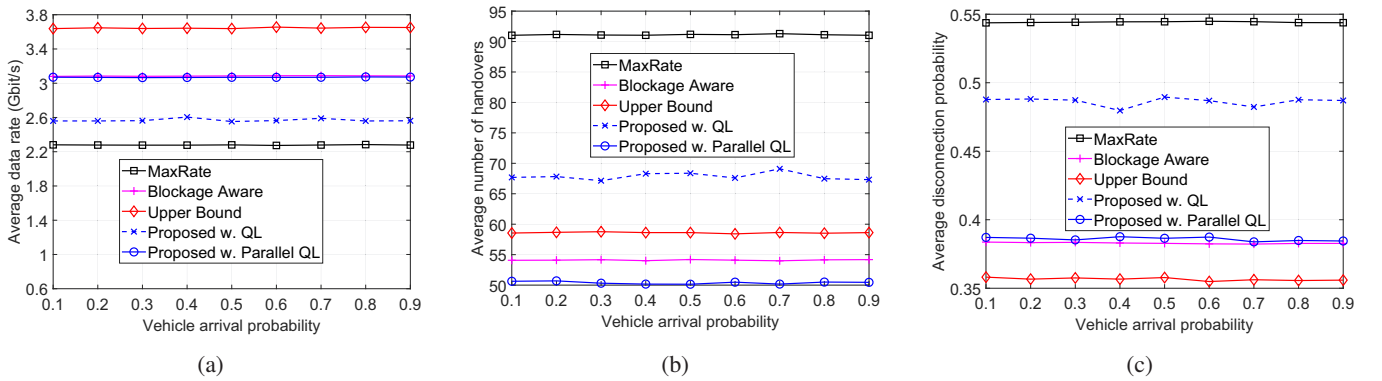 3.8
3.4
3
2.6
2.2
1.8
1.4
1
0.6
Average data rate (Gbit/s)
MaxRate
Blockage Aware
Upper Bound
Proposed w. QL
Proposed w. Parallel QL
0.1 0.2 0.3 0.4 0.5 0.6 0.7 0.8 0.9
Vehicle arrival probability
(a)
95
90
85
80
75
70
65
60
55
50
Average number of handovers
MaxRate
Blockage Aware
Upper Bound
Proposed w. QL
Proposed w. Parallel QL
0.1 0.2 0.3 0.4 0.5 0.6 0.7 0.8 0.9
Vehicle arrival probability
(b)
0.55
0.5
0.45
0.4
0.35
Average disconnection probability
MaxRate
Blockage Aware
Upper Bound
Proposed w. QL
Proposed w. Parallel QL
0.1 0.2 0.3 0.4 0.5 0.6 0.7 0.8 0.9
Vehicle arrival probability
(c)